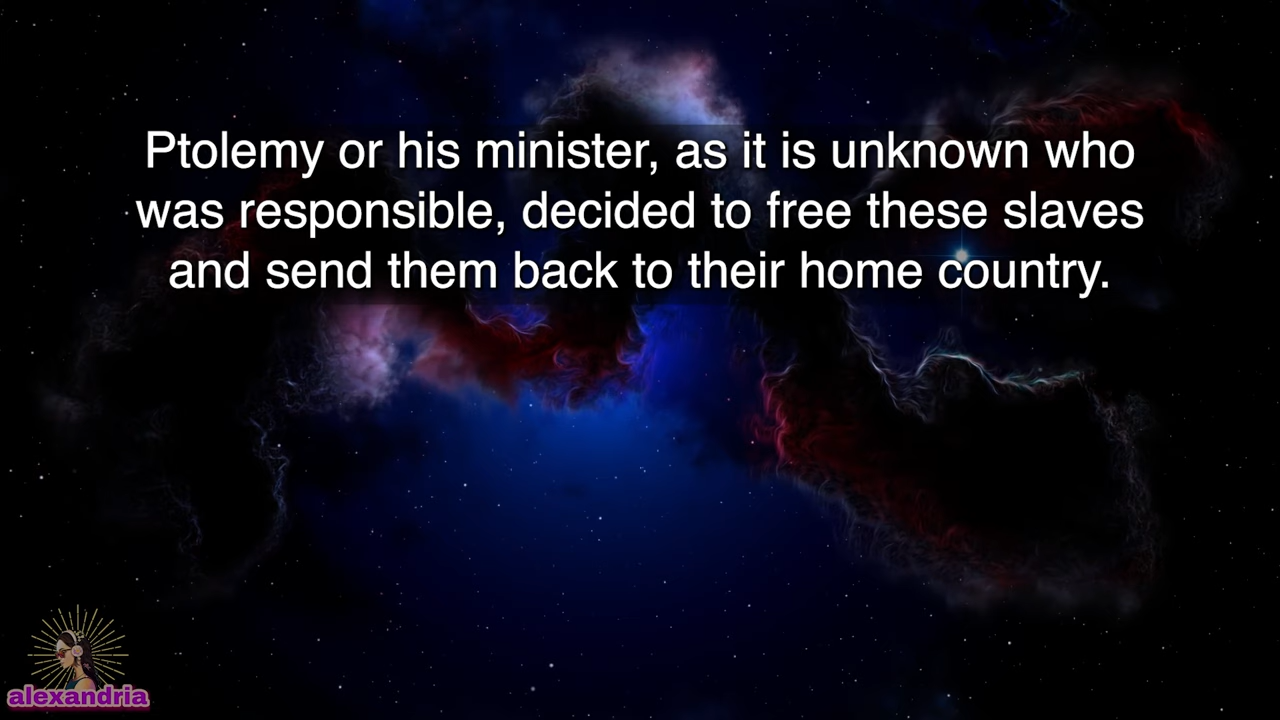 Ptolemy or his minister, as it is unknown who
was responsible, decided to free these slaves
and send them back to their home country.
alexandria